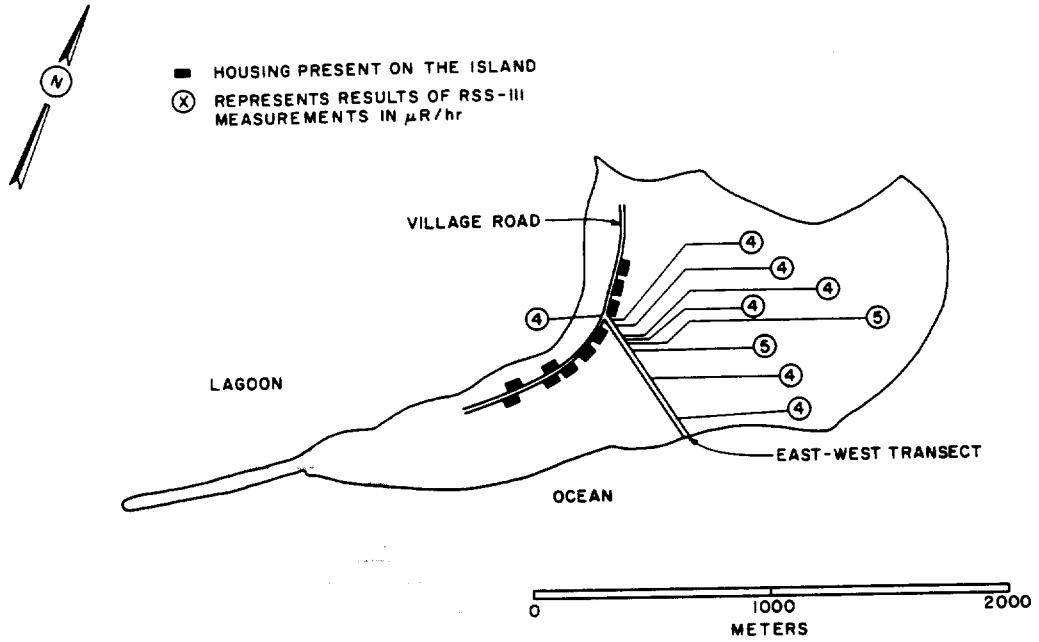 N
HOUSING PRESENT ON THE ISLAND
X REPRESENTS RESULTS OF RSS-III
MEASUREMENTS IN μR/hr
VILLAGE ROAD
4
4
4
4
4
5
5
4
4
LAGOON
EAST-WEST TRANSECT
OCEAN
0 1000 2000
METERS